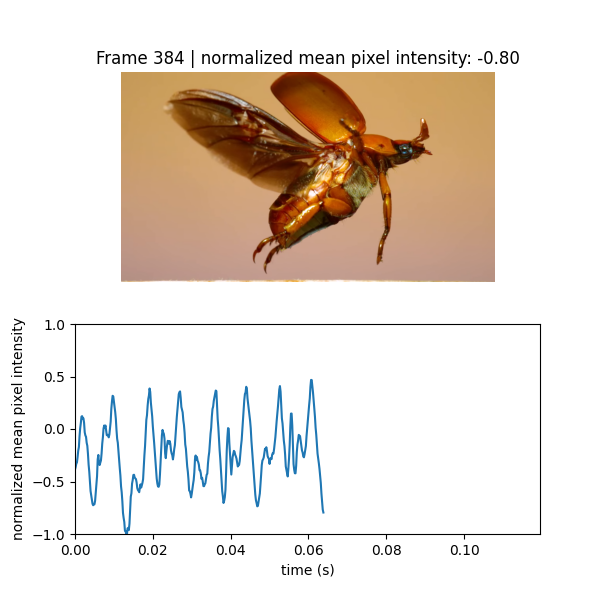 Frame 384 | normalized mean pixel intensity: -0.80
normalized mean pixel intensity
1.0
0.5
0.0
−0.5
−1.0
0.00 0.02 0.04 0.06 0.08 0.10
time (s)